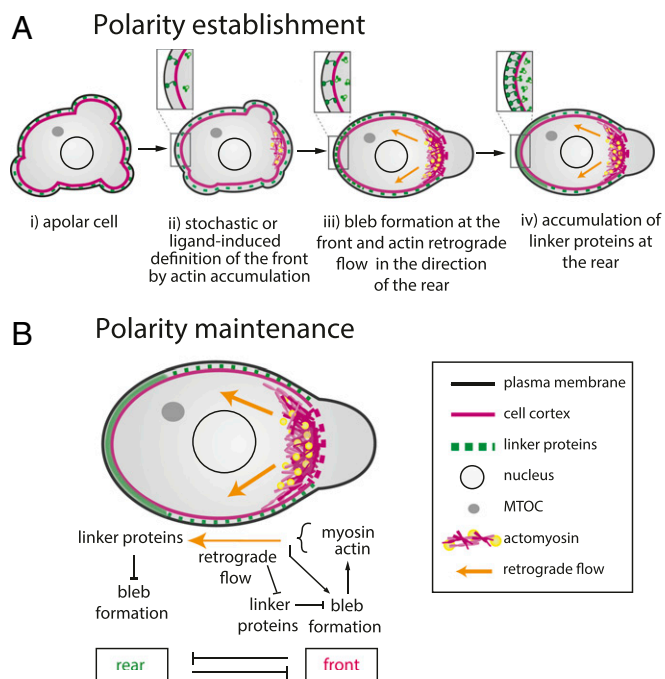 A Polarity establishment
i) apolar cell
ii) stochastic or
ligand-induced
definition of the front
by actin accumulation
iii) bleb formation at the
front and actin retrograde
flow in the direction
of the rear
iv) accumulation of
linker proteins at
the rear
B Polarity maintenance
linker proteins
bleb
formation
retrograde
flow
myosin
actin
linker
proteins
bleb
formation
rear
front
plasma membrane
cell cortex
linker proteins
nucleus
MTOC
actomyosin
retrograde flow